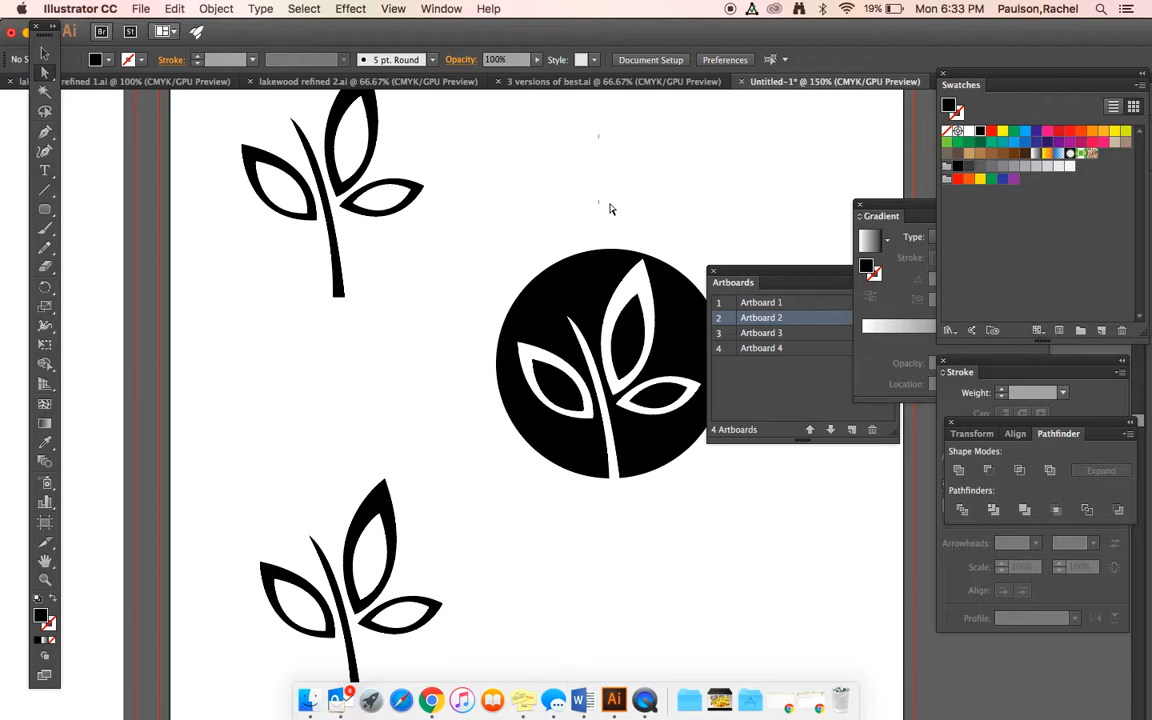 Illustrator CC File Edit Object Type Select Effect View Window Help
19% Mon 6:33 PM Paulson,Rachel
Ai Br St
No S Stroke: 5 pt. Round Opacity: 100% Style: Document Setup Preferences
refined 1.ai @ 100% (CMYK/GPU Preview) × lakewood refined 2.ai @ 66.67% (CMYK/GPU Preview) × 3 versions of best.ai @ 66.67% (CMYK/GPU Preview) × Untitled-1* @ 150% (CMYK/GPU Preview)
Swatches
Gradient
Type:
Stroke:
Opacity:
Location:
Artboards
1 Artboard 1
2 Artboard 2
3 Artboard 3
4 Artboard 4
4 Artboards
Stroke
Weight:
Cap:
Transform Align Pathfinder
Shape Modes:
Expand
Pathfinders:
Arrowheads:
Scale: 100% 100%
Align:
Profile:
6
W
Ai